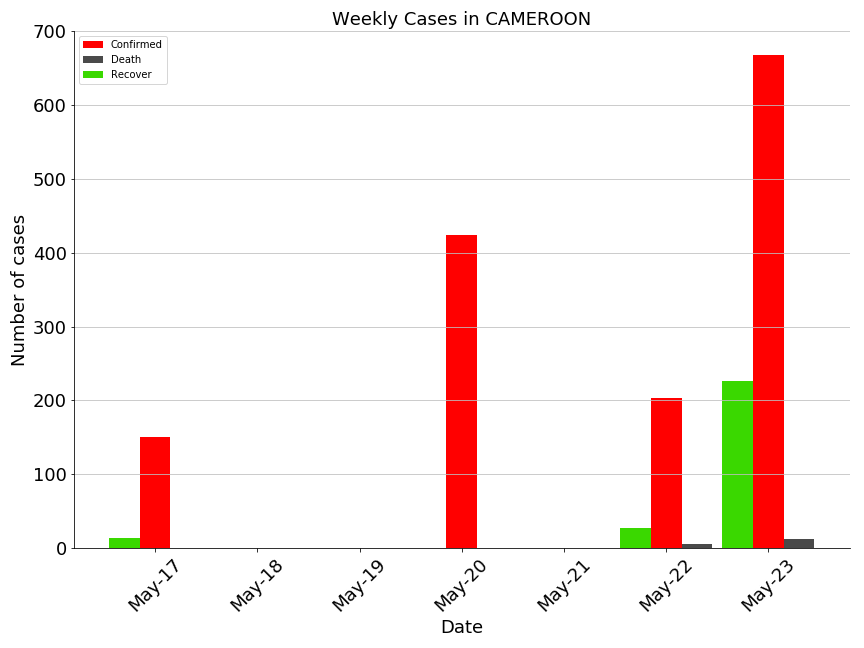 Weekly Cases in CAMEROON
Confirmed
Death
Recover
Number of cases
700
600
500
400
300
200
100
0
May-17
May-18
May-19
May-20
May-21
May-22
May-23
Date